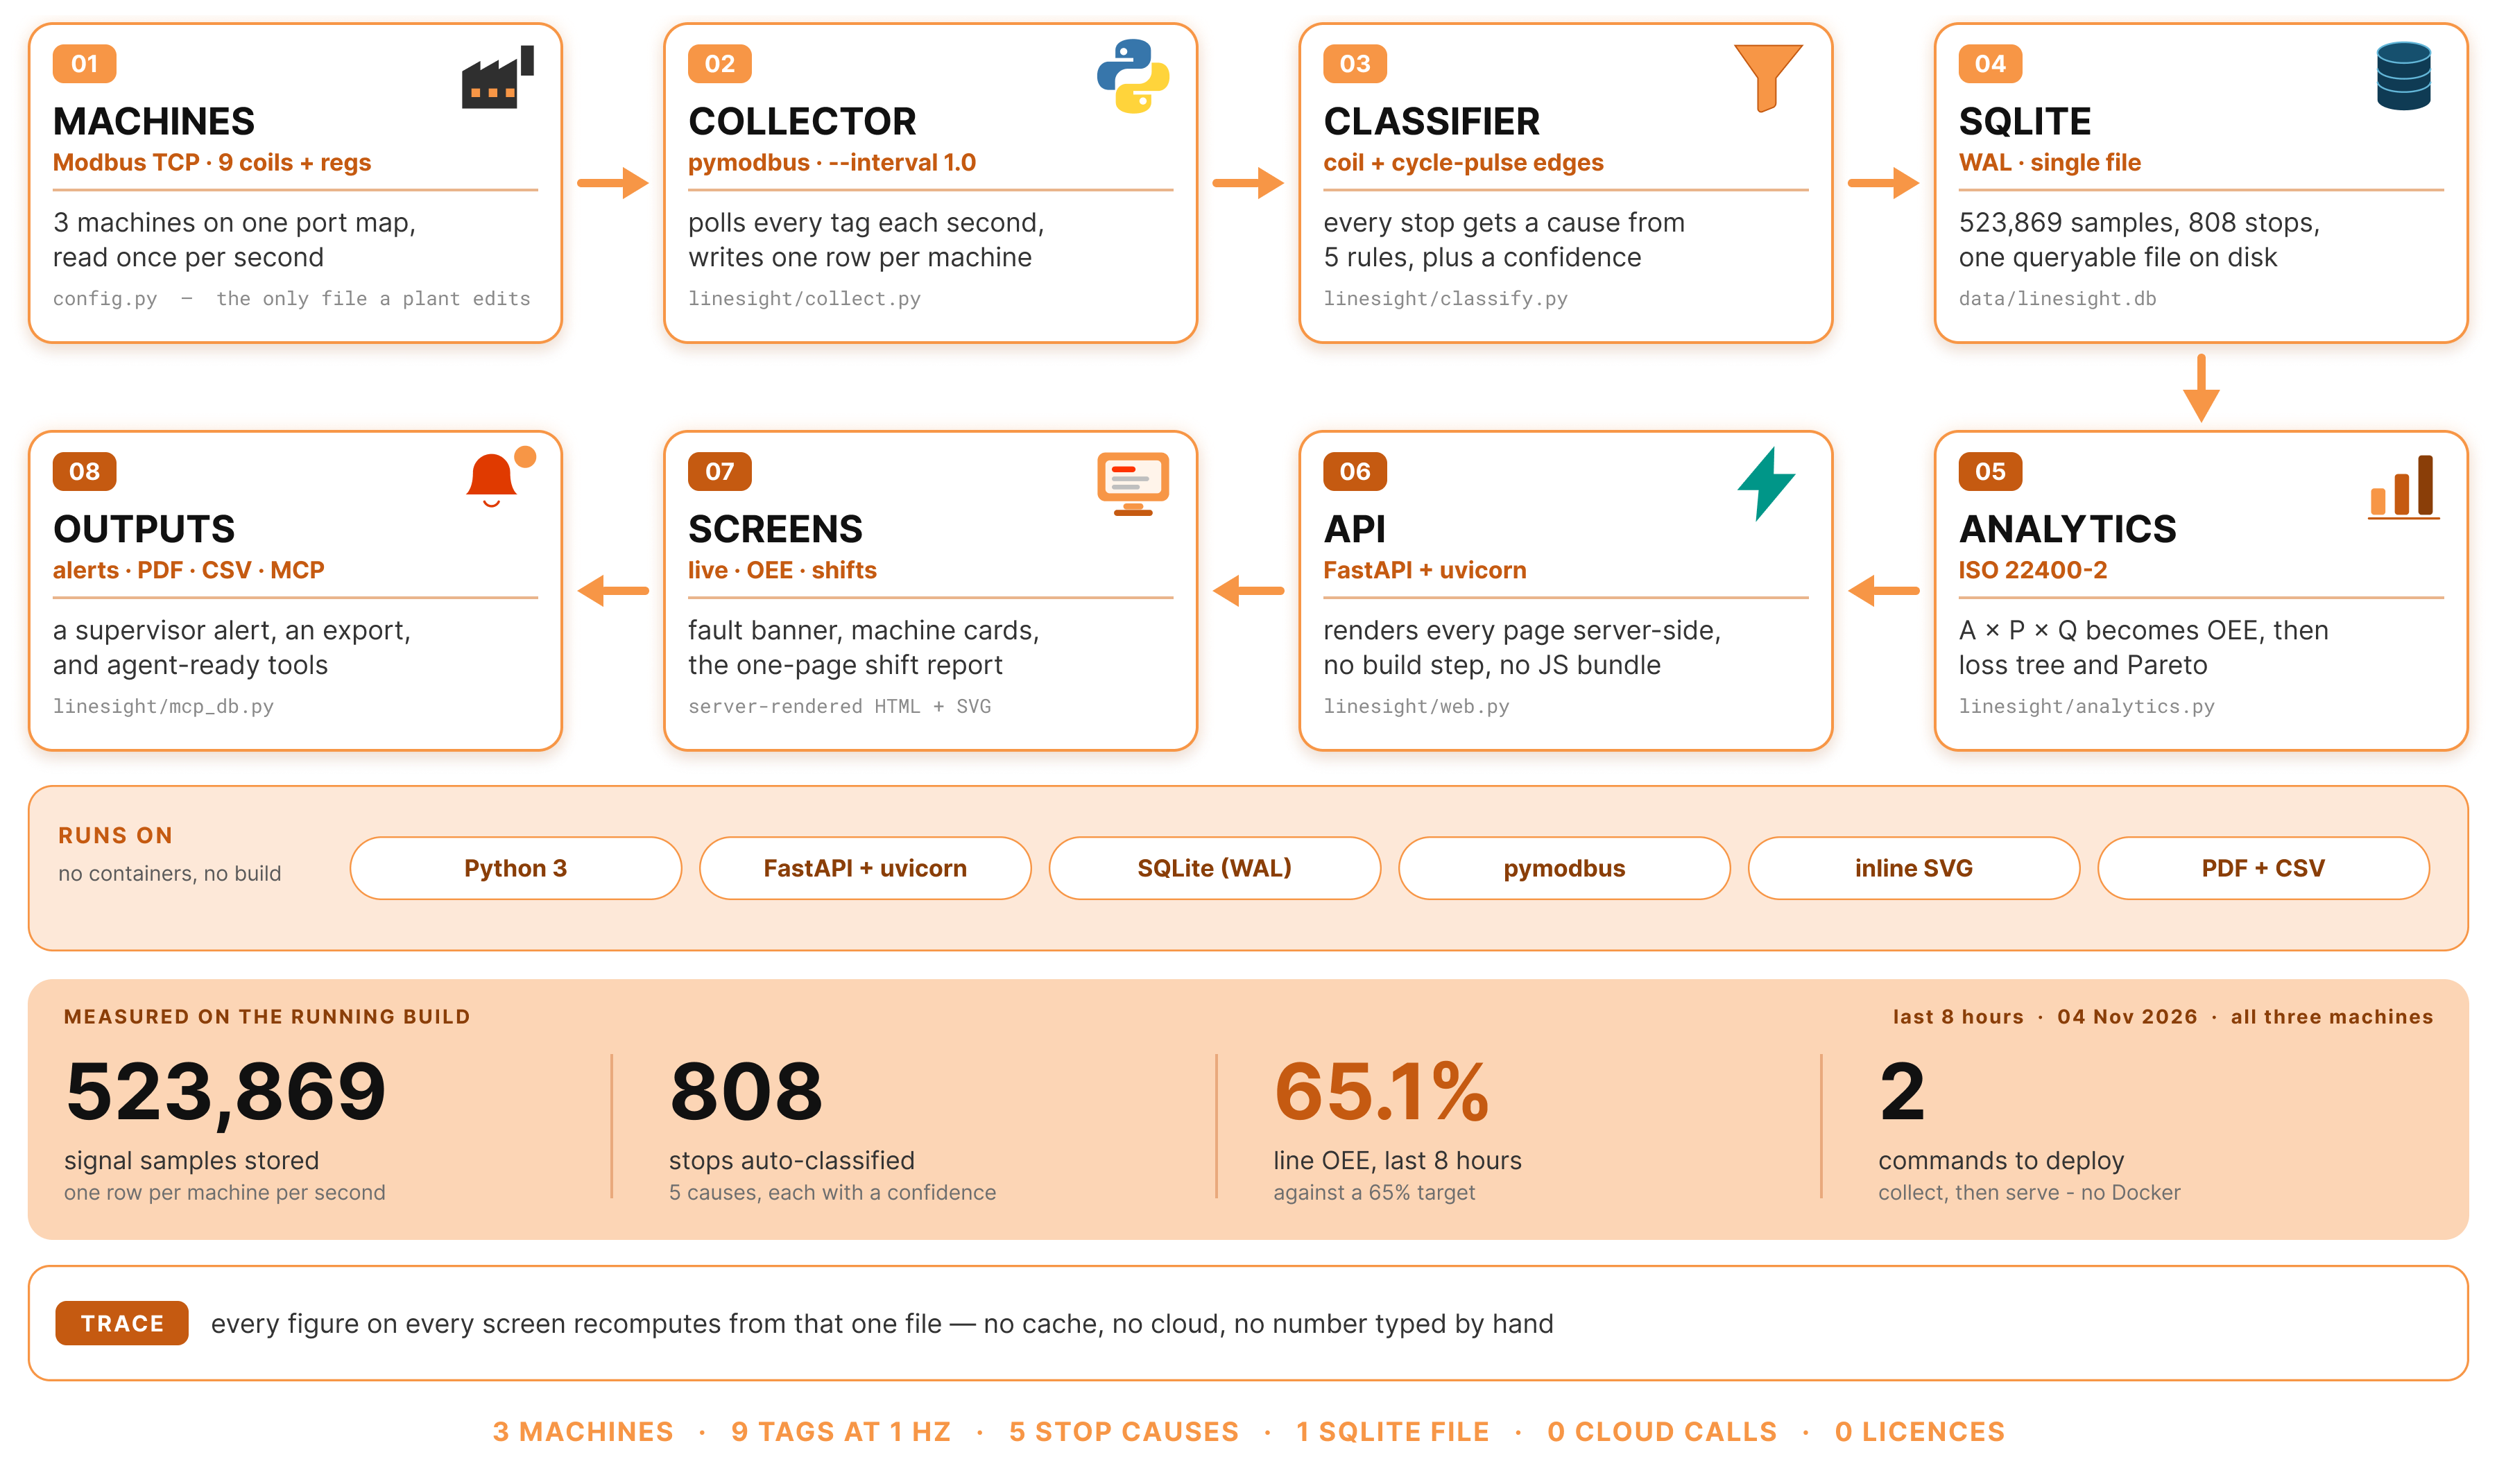 01
MACHINES
Modbus TCP · 9 coils + regs
3 machines on one port map,
read once per second
config.py – the only file a plant edits
02
COLLECTOR
pymodbus · --interval 1.0
polls every tag each second,
writes one row per machine
linesight/collect.py
03
CLASSIFIER
coil + cycle-pulse edges
every stop gets a cause from
5 rules, plus a confidence
linesight/classify.py
04
SQLITE
WAL · single file
523,869 samples, 808 stops,
one queryable file on disk
data/linesight.db
05
ANALYTICS
ISO 22400-2
A × P × Q becomes OEE, then
loss tree and Pareto
linesight/analytics.py
06
API
FastAPI + uvicorn
renders every page server-side,
no build step, no JS bundle
linesight/web.py
07
SCREENS
live · OEE · shifts
fault banner, machine cards,
the one-page shift report
server-rendered HTML + SVG
08
OUTPUTS
alerts · PDF · CSV · MCP
a supervisor alert, an export,
and agent-ready tools
linesight/mcp_db.py
RUNS ON
no containers, no build
Python 3
FastAPI + uvicorn
SQLite (WAL)
pymodbus
inline SVG
PDF + CSV
MEASURED ON THE RUNNING BUILD
last 8 hours · 04 Nov 2026 · all three machines
523,869
signal samples stored
one row per machine per second
808
stops auto-classified
5 causes, each with a confidence
65.1%
line OEE, last 8 hours
against a 65% target
2
commands to deploy
collect, then serve - no Docker
TRACE
every figure on every screen recomputes from that one file — no cache, no cloud, no number typed by hand
3 MACHINES · 9 TAGS AT 1 HZ · 5 STOP CAUSES · 1 SQLITE FILE · 0 CLOUD CALLS · 0 LICENCES